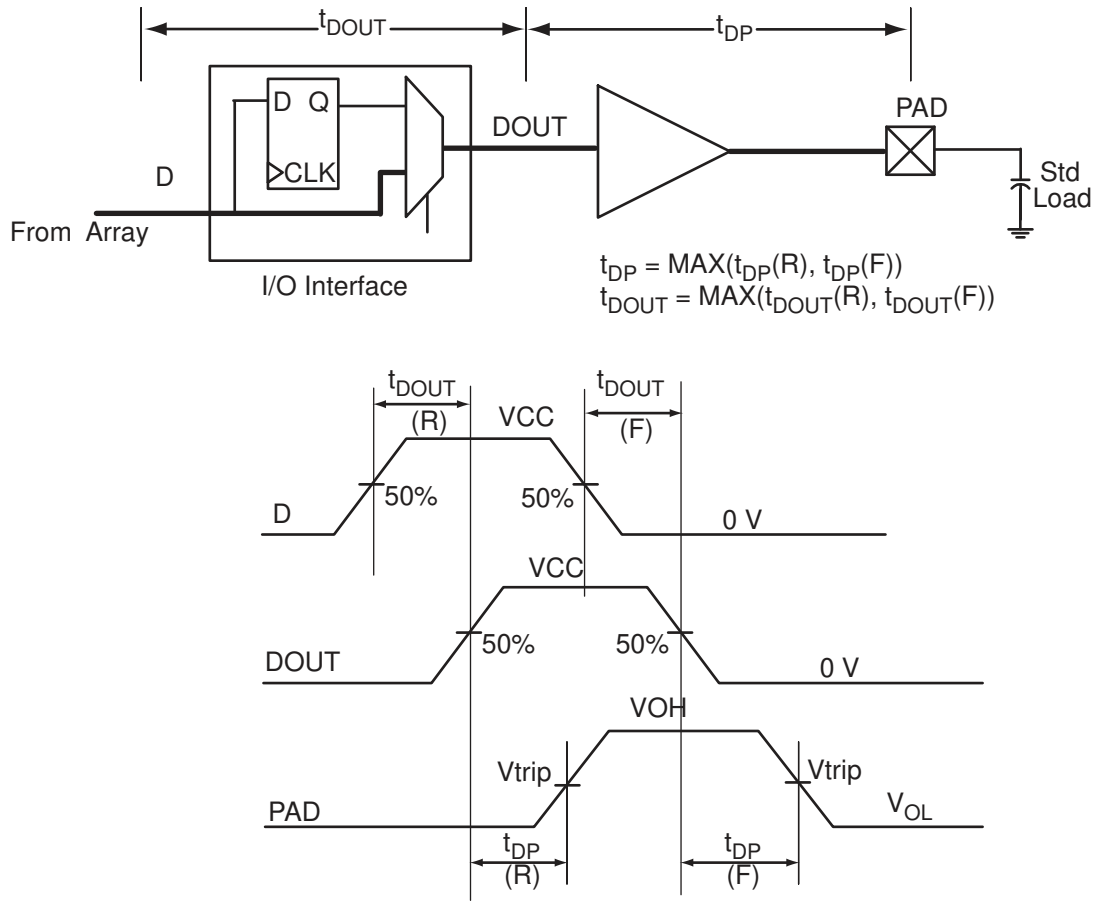 tDOUT
tDP
D Q
CLK
D
From Array
I/O Interface
DOUT
PAD
Std
Load
tDP = MAX(tDP(R), tDP(F))
tDOUT = MAX(tDOUT(R), tDOUT(F))
tDOUT
(R)
VCC
tDOUT
(F)
50%
50%
D
0 V
VCC
50%
50%
DOUT
0 V
VOH
Vtrip
Vtrip
PAD
VOL
tDP
(R)
tDP
(F)